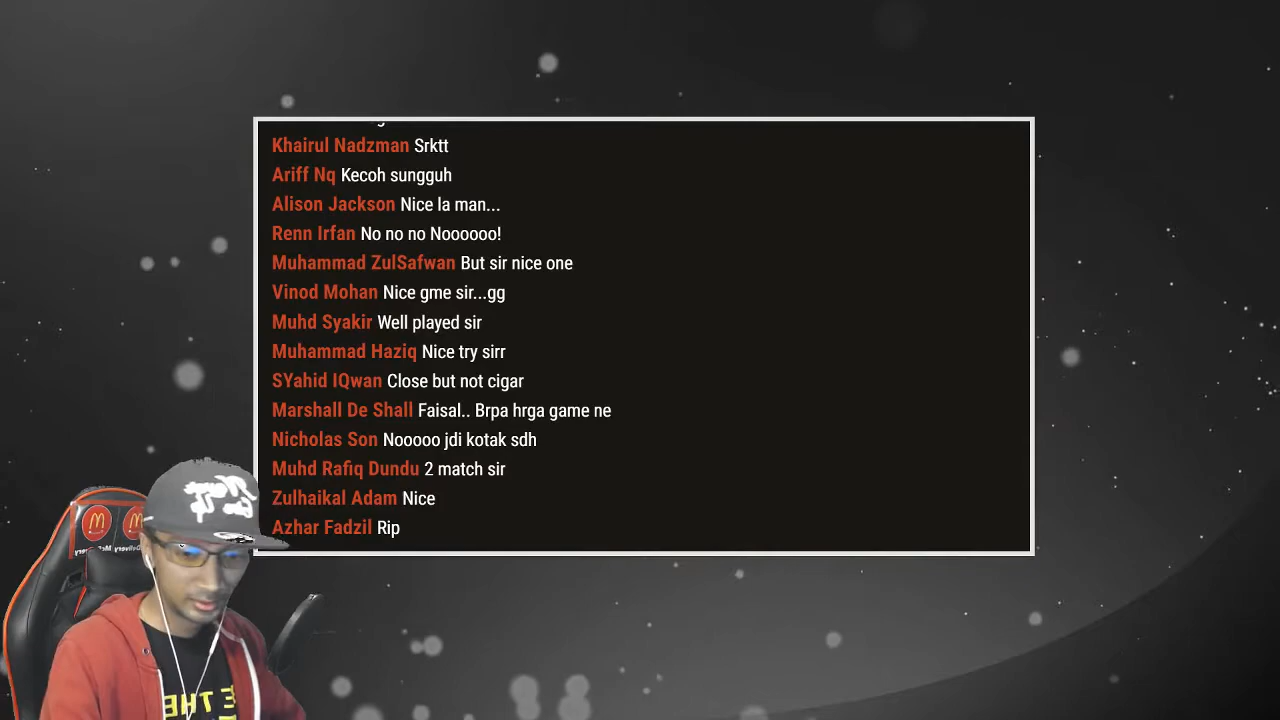 Khairul Nadzman Srktt
Ariff Nq Kecoh sungguh
Alison Jackson Nice la man...
Renn Irfan No no no Noooooo!
Muhammad ZulSafwan But sir nice one
Vinod Mohan Nice gme sir...gg
Muhd Syakir Well played sir
Muhammad Haziq Nice try sirr
SYahid IQwan Close but not cigar
Marshall De Shall Faisal.. Brpa hrga game ne
Nicholas Son Nooooo jdi kotak sdh
Muhd Rafiq Dundu 2 match sir
Zulhaikal Adam Nice
Azhar Fadzil Rip
THE